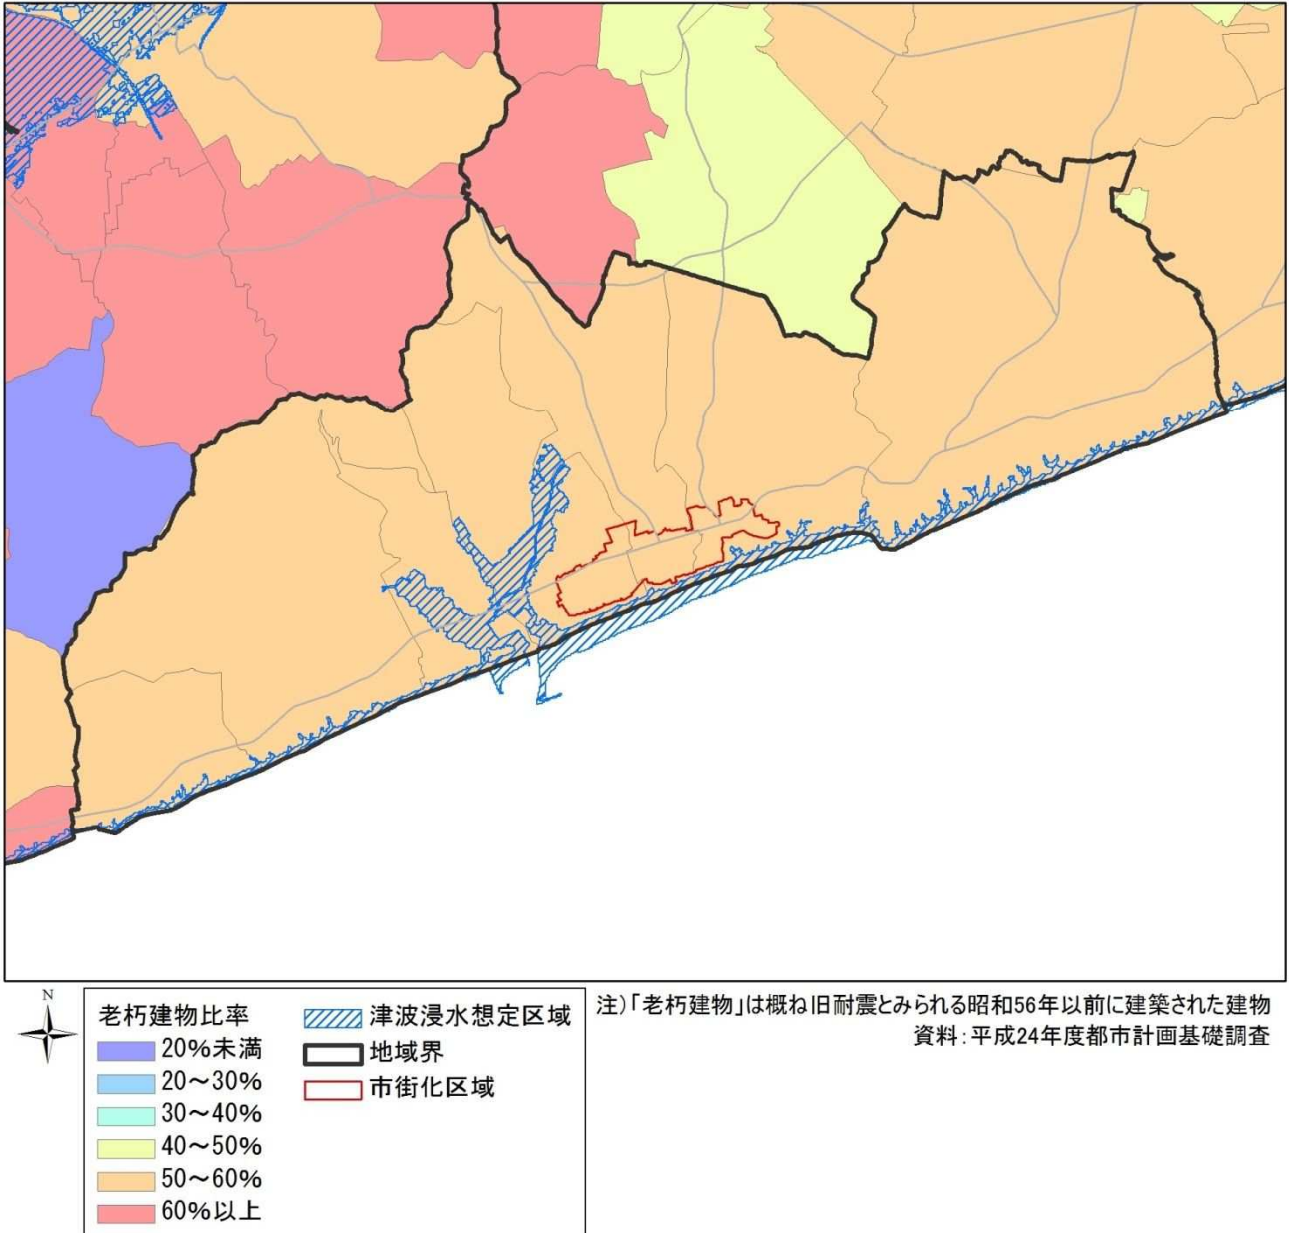 N
老朽建物比率
20%未満
20～30%
30～40%
40～50%
50～60%
60%以上
津波浸水想定区域
地域界
市街化区域
注)「老朽建物」は概ね旧耐震とみられる昭和56年以前に建築された建物
資料：平成24年度都市計画基礎調査